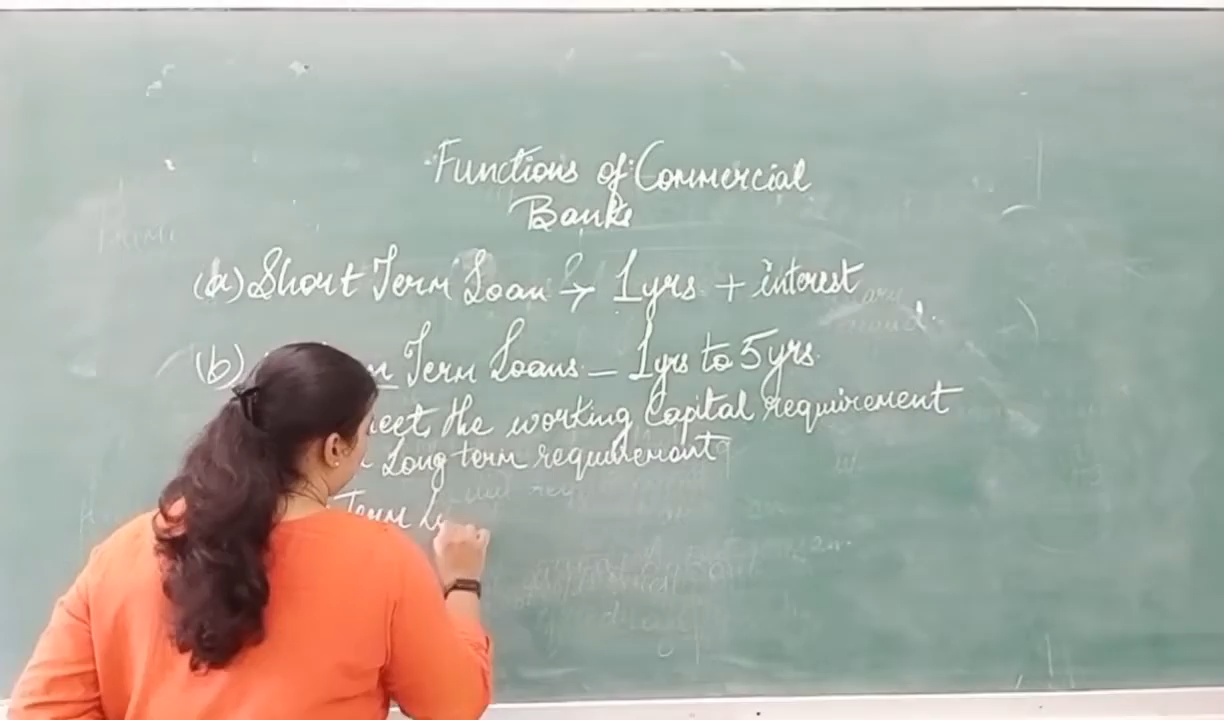 Functions of Commercial
Banks
(a) Short Term Loan → 1yrs + interest
(b) Term Loans - 1yrs to 5yrs
the working Capital requirement
Long term requirement
Term